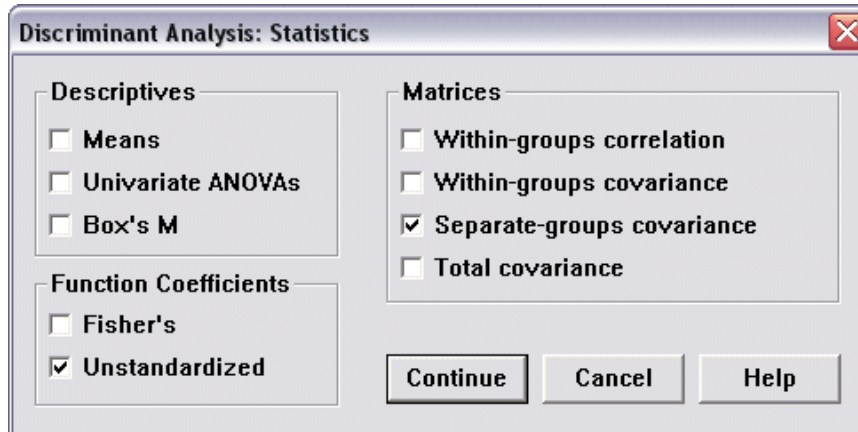 Discriminant Analysis: Statistics
Descriptives
Means
Univariate ANOVAs
Box's M
Function Coefficients
Fisher's
Unstandardized
Matrices
Within-groups correlation
Within-groups covariance
Separate-groups covariance
Total covariance
Continue
Cancel
Help